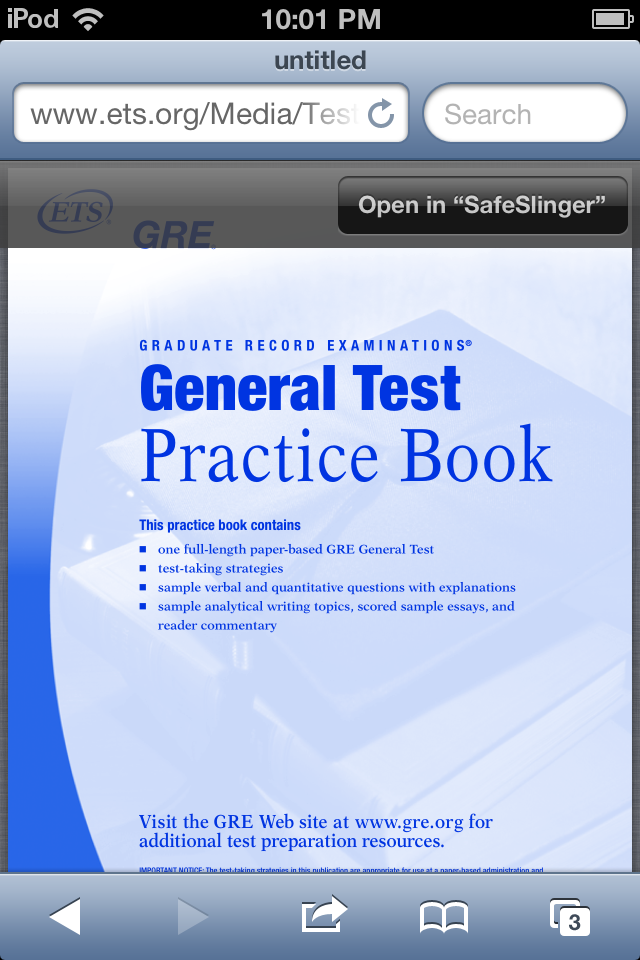 iPod 10:01 PM
untitled
www.ets.org/Media/Test
Search
ETS
GRE®
Open in “SafeSlinger”
GRADUATE RECORD EXAMINATIONS®
General Test
Practice Book
This practice book contains
■ one full-length paper-based GRE General Test
■ test-taking strategies
■ sample verbal and quantitative questions with explanations
■ sample analytical writing topics, scored sample essays, and
reader commentary
Visit the GRE Web site at www.gre.org for
additional test preparation resources.
IMPORTANT NOTICE: The test-taking strategies in this publication are appropriate for use at a paper-based administration and
3